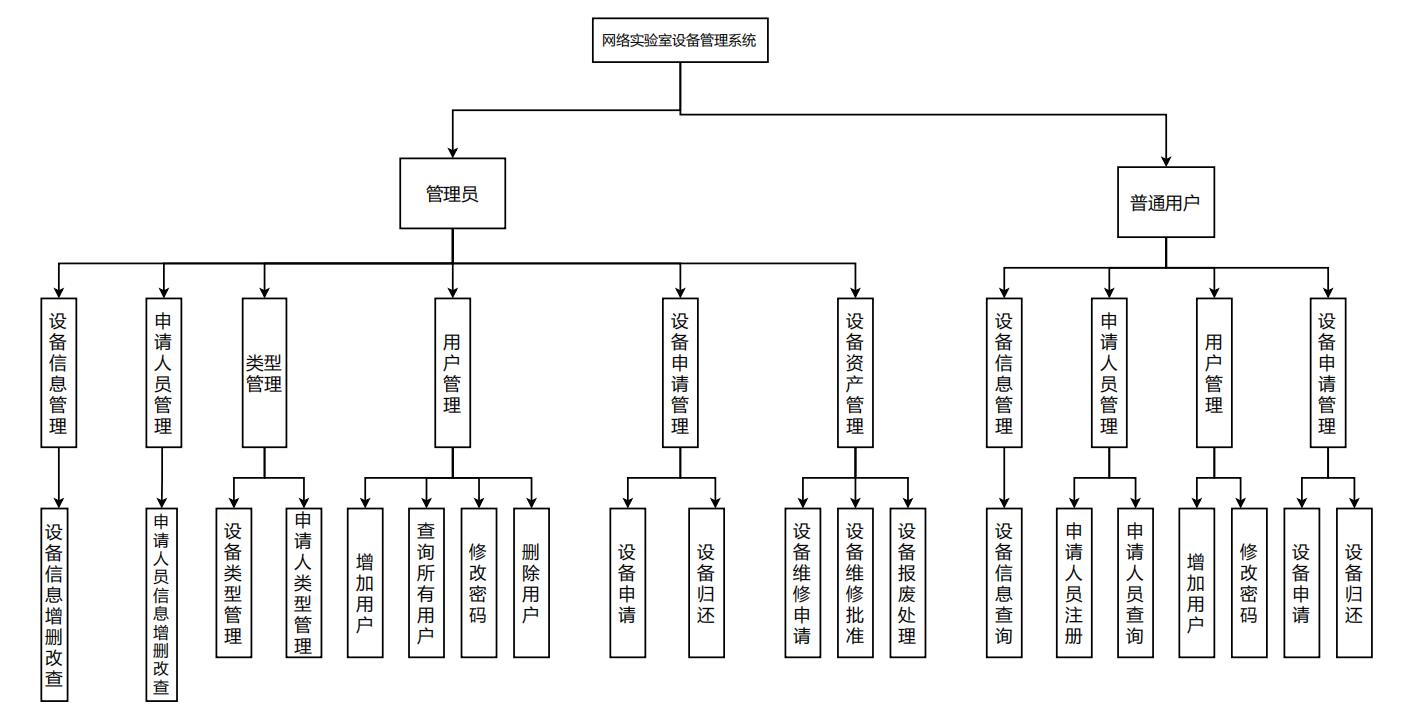 网络实验室设备管理系统
管理员
普通用户
设备信息管理
申请人员管理
类型
管理
用户管理
设备申请管理
设备资产管理
设备信息管理
申请人员管理
用户管理
设备申请管理
设备信息增删改查
申请人员信息增删改查
设备类型管理
申请人类型管理
增加用户
查询所有用户
修改密码
删除用户
设备申请
设备归还
设备维修申请
设备维修批准
设备报废处理
设备信息查询
申请人员注册
申请人员查询
增加用户
修改密码
设备申请
设备归还